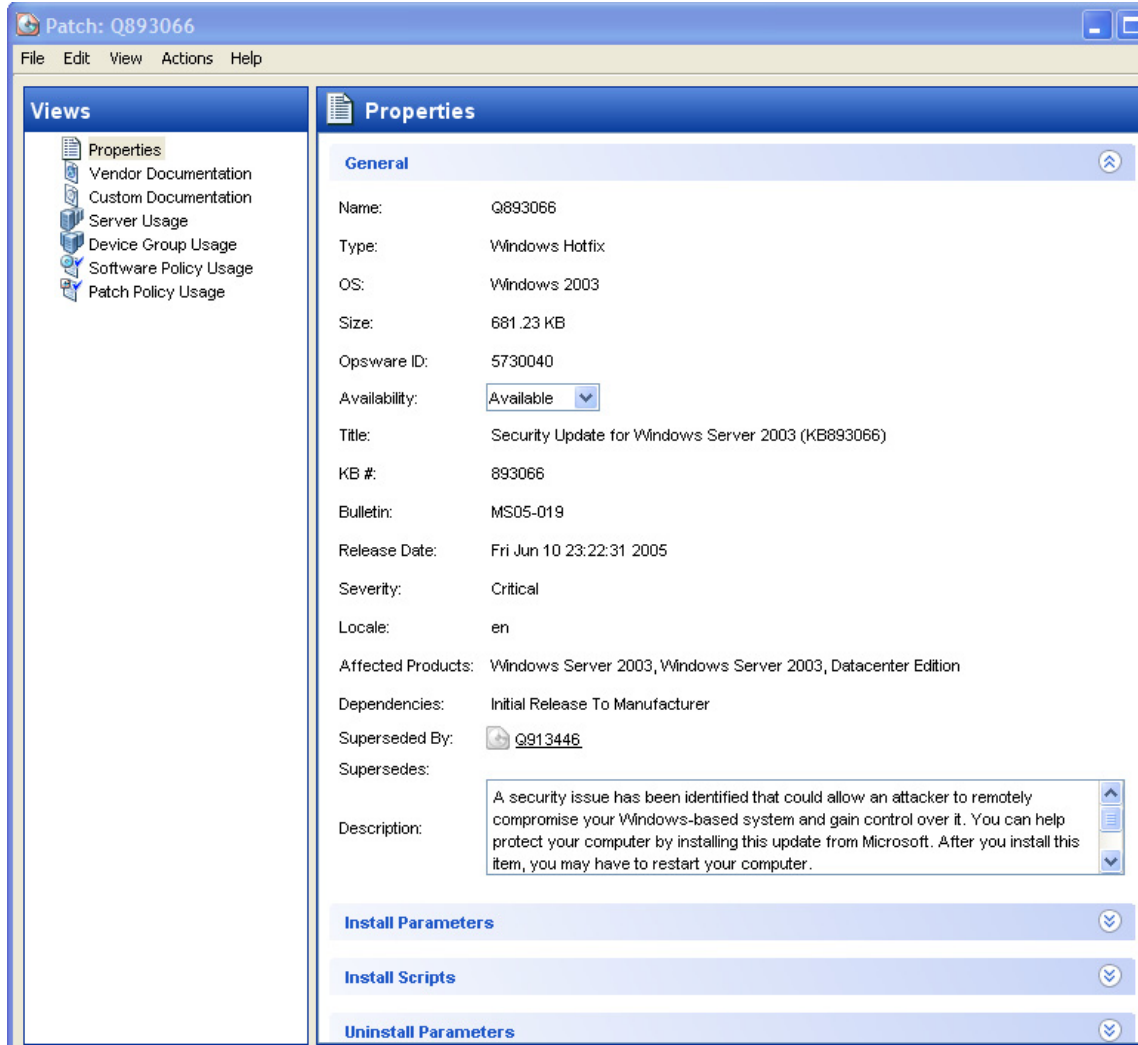 Patch: Q893066
File Edit View Actions Help
Views
Properties
Vendor Documentation
Custom Documentation
Server Usage
Device Group Usage
Software Policy Usage
Patch Policy Usage
Properties
General
Name: Q893066
Type: Windows Hotfix
OS: Windows 2003
Size: 681.23 KB
Opsware ID: 5730040
Availability: Available
Title: Security Update for Windows Server 2003 (KB893066)
KB #: 893066
Bulletin: MS05-019
Release Date: Fri Jun 10 23:22:31 2005
Severity: Critical
Locale: en
Affected Products: Windows Server 2003, Windows Server 2003, Datacenter Edition
Dependencies: Initial Release To Manufacturer
Superseded By: Q913446
Supersedes:
Description:
A security issue has been identified that could allow an attacker to remotely
compromise your Windows-based system and gain control over it. You can help
protect your computer by installing this update from Microsoft. After you install this
item, you may have to restart your computer.
Install Parameters
Install Scripts
Uninstall Parameters